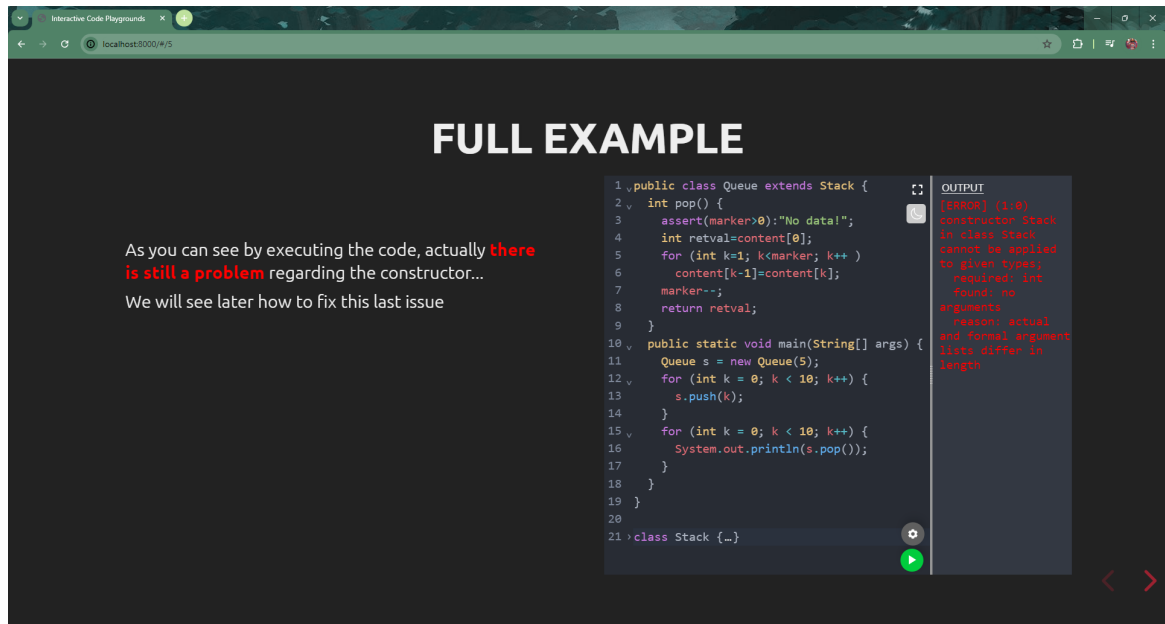 Interactive Code Playgrounds
localhost:8000/#/5
FULL EXAMPLE
As you can see by executing the code, actually there
is still a problem regarding the constructor...
We will see later how to fix this last issue
1 public class Queue extends Stack {
2 int pop() {
3 assert(marker>0):"No data!";
4 int retval=content[0];
5 for (int k=1; k<marker; k++ )
6 content[k-1]=content[k];
7 marker--;
8 return retval;
9 }
10 public static void main(String[] args) {
11 Queue s = new Queue(5);
12 for (int k = 0; k < 10; k++) {
13 s.push(k);
14 }
15 for (int k = 0; k < 10; k++) {
16 System.out.println(s.pop());
17 }
18 }
19 }
20
21 class Stack {…}
OUTPUT
[ERROR] (1:0)
constructor Stack
in class Stack
cannot be applied
to given types;
required: int
found: no
arguments
reason: actual
and formal argument
lists differ in
length